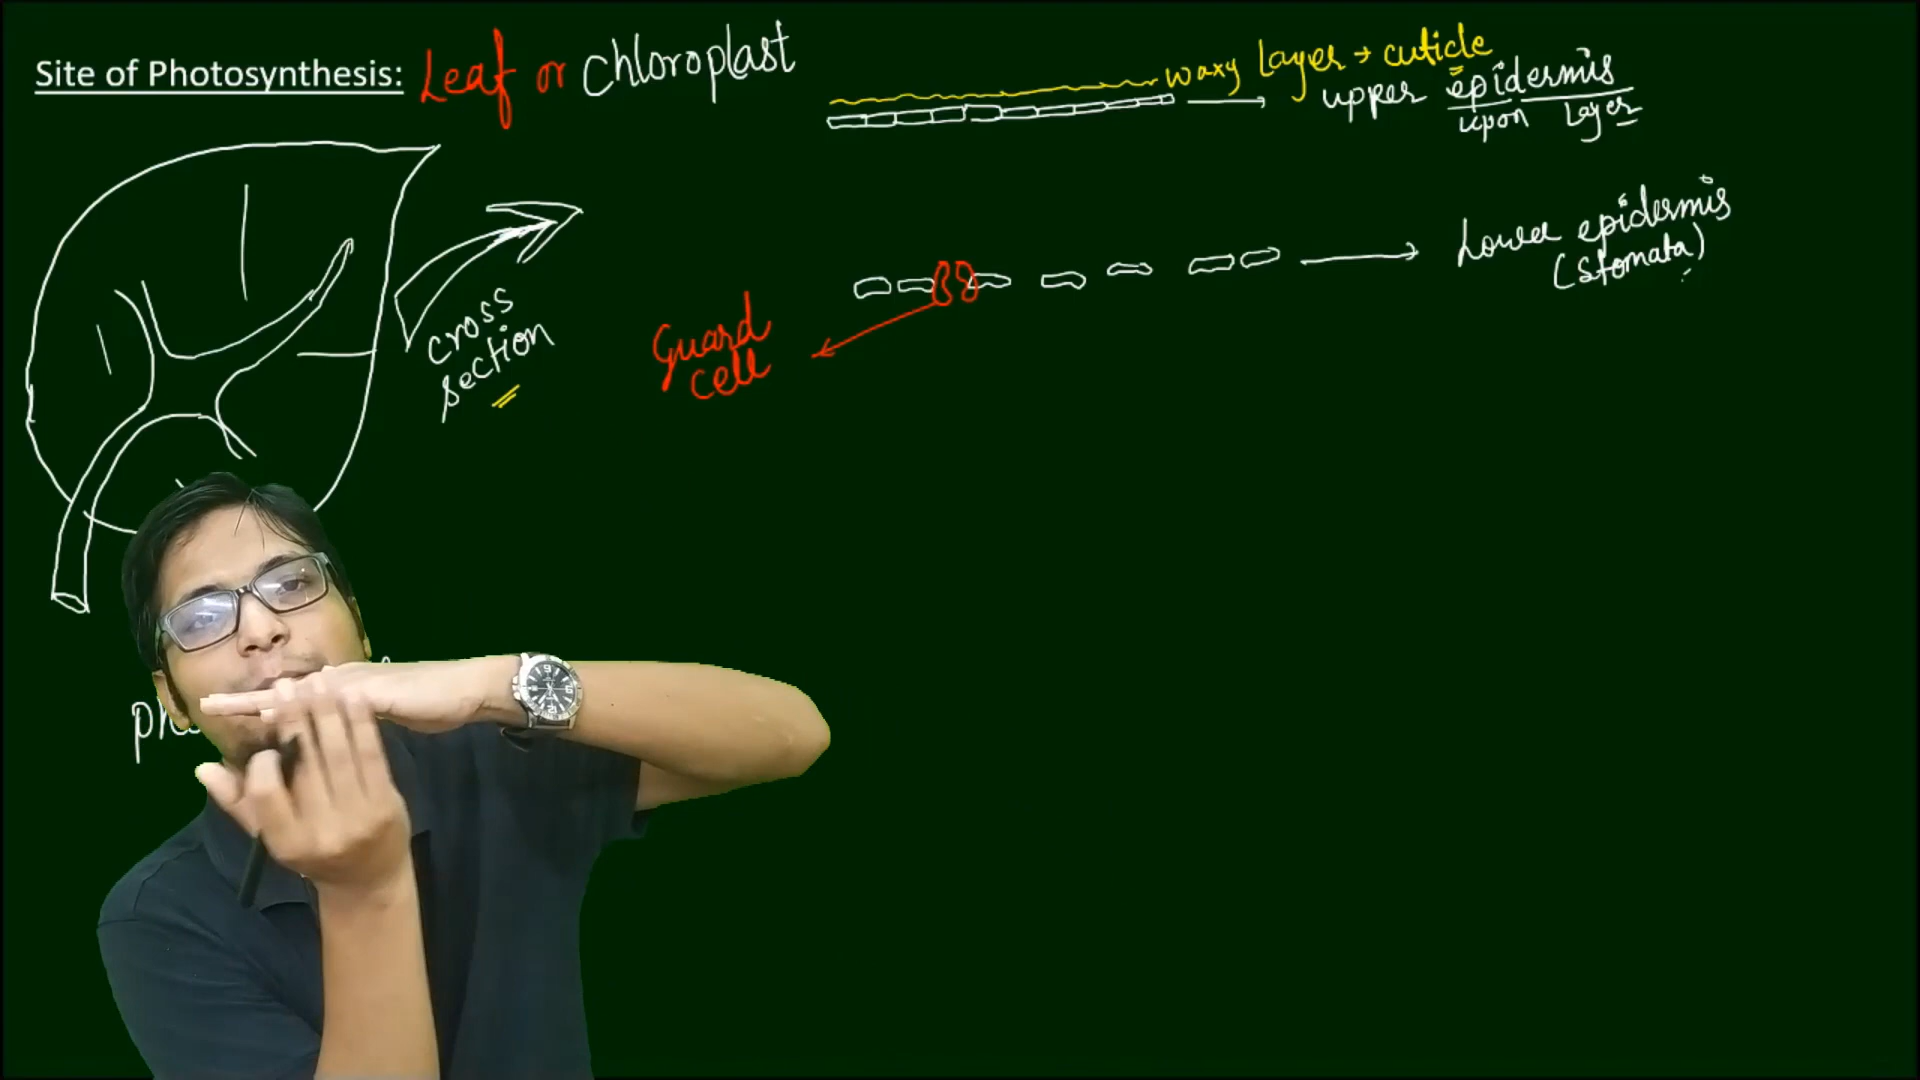 Site of Photosynthesis: Leaf or Chloroplast
waxy layer → cuticle
upper epidermis
upon layer
Lower epidermis
(stomata)
Guard
cell
cross
section